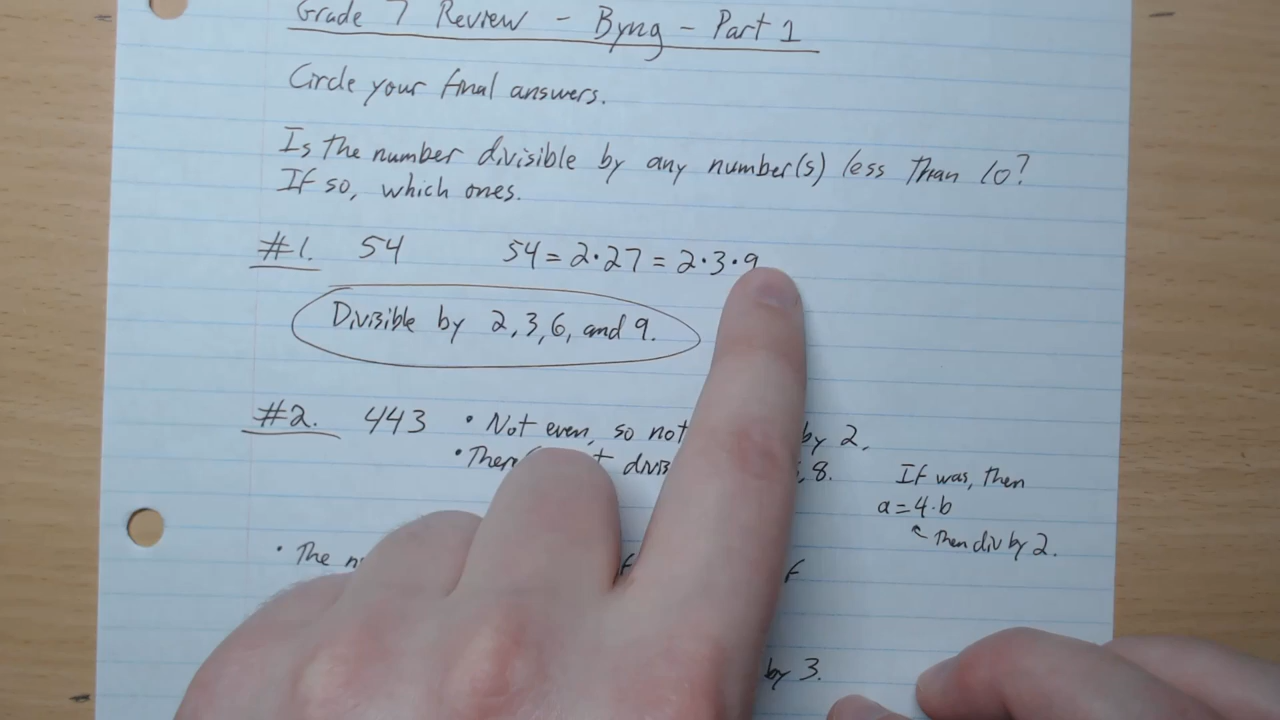 Grade 7 Review - Byng - Part 1
Circle your final answers.
Is the number divisible by any number(s) less than 10?
If so, which ones.
#1. 54 54 = 2·27 = 2·3·9
Divisible by 2, 3, 6, and 9.
#2. 443 • Not even, so not by 2.
• 8.
If was, then
a = 4·b
Then div by 2.
• The
by 3.